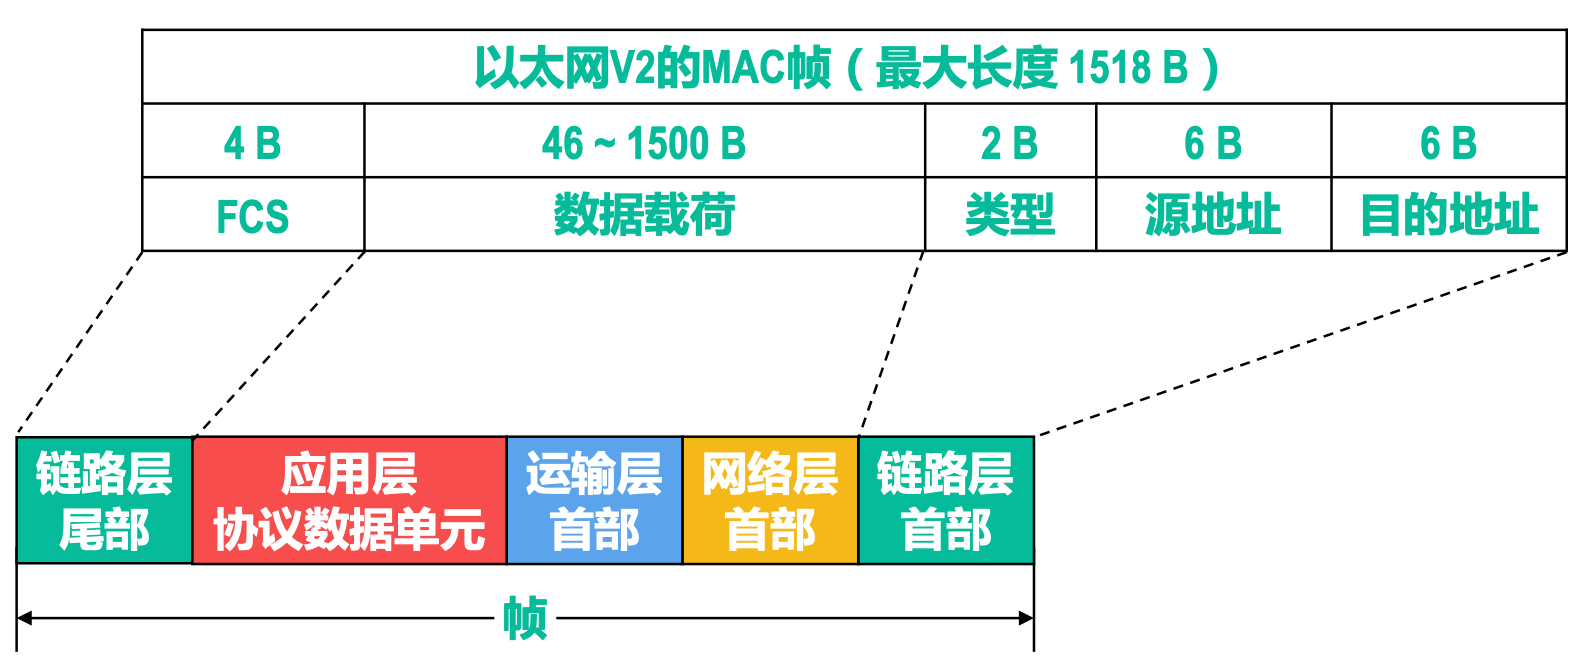 以太网V2的MAC帧（最大长度 1518 B）
4 B
46 ~ 1500 B
2 B
6 B
6 B
FCS
数据载荷
类型
源地址
目的地址
链路层
尾部
应用层
协议数据单元
运输层
首部
网络层
首部
链路层
首部
帧